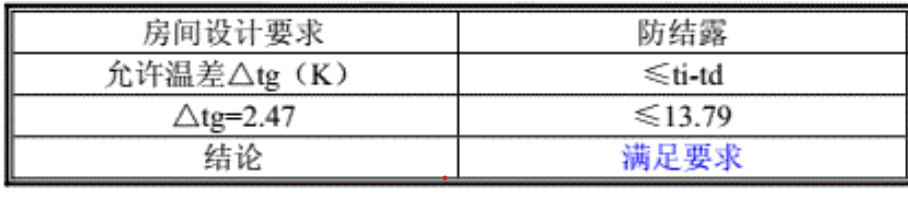 房间设计要求 防结露
允许温差△tg（K） ≤ti-td
△tg=2.47 ≤13.79
结论 满足要求